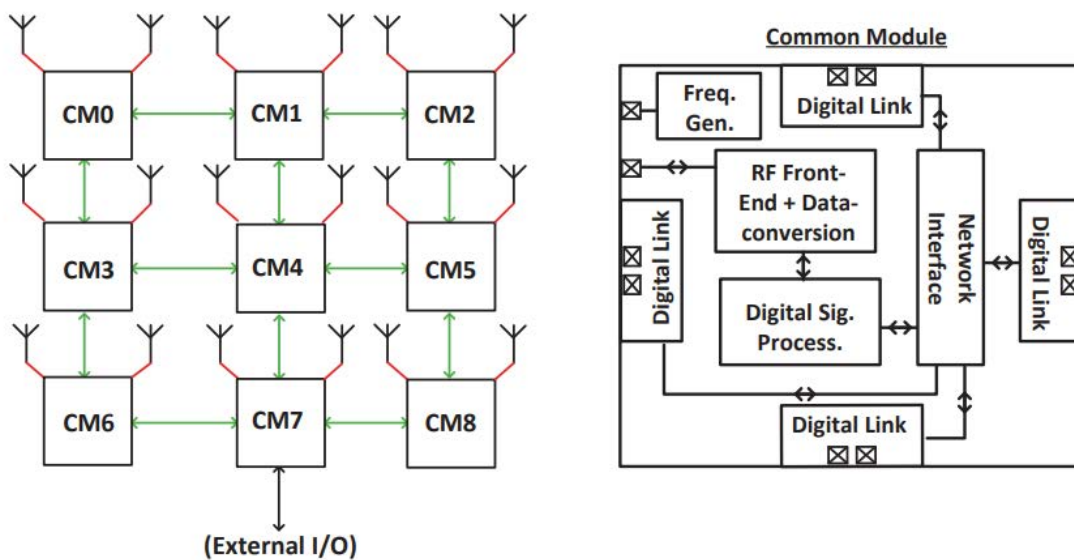 CM0
CM1
CM2
CM3
CM4
CM5
CM6
CM7
CM8
(External I/O)
Common Module
Freq.
Gen.
Digital Link
RF Front-
End + Data-
conversion
Digital Link
Network
Interface
Digital Link
Digital Sig.
Process.
Digital Link